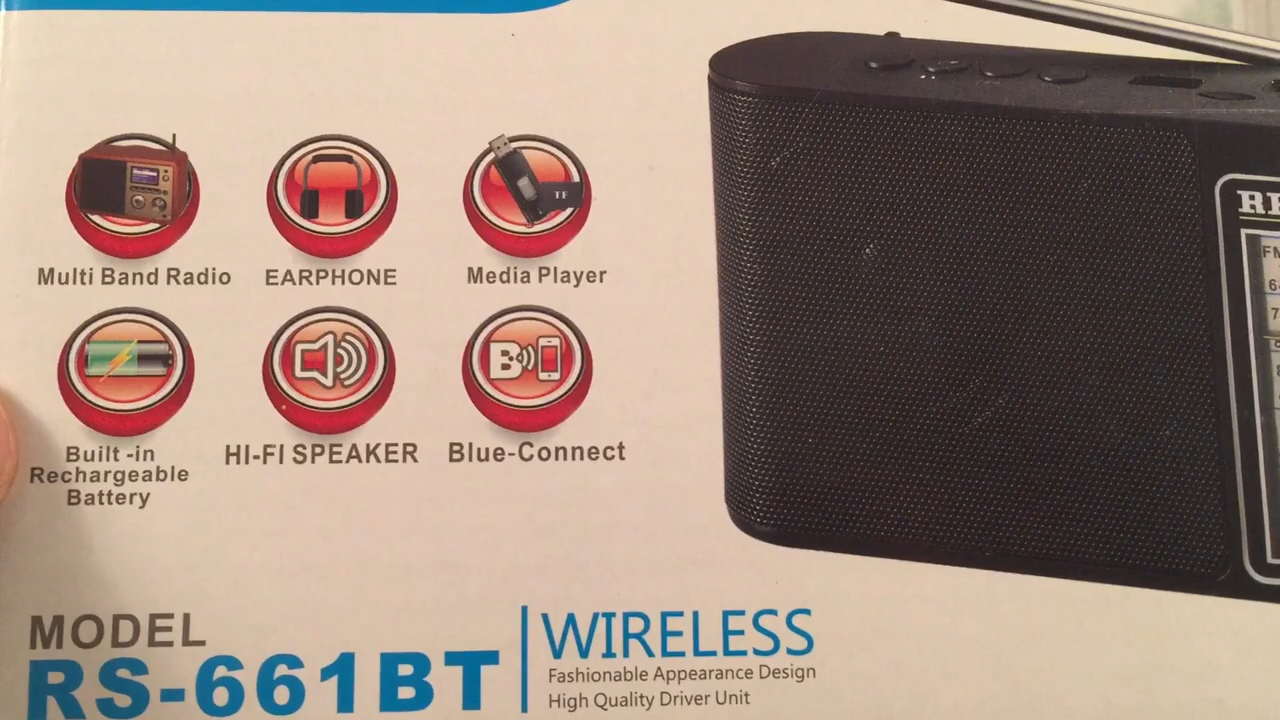 TF
Multi Band Radio
EARPHONE
Media Player
Built -in
Rechargeable
Battery
HI-FI SPEAKER
B
Blue-Connect
MODEL
RS-661BT
WIRELESS
Fashionable Appearance Design
High Quality Driver Unit
FM